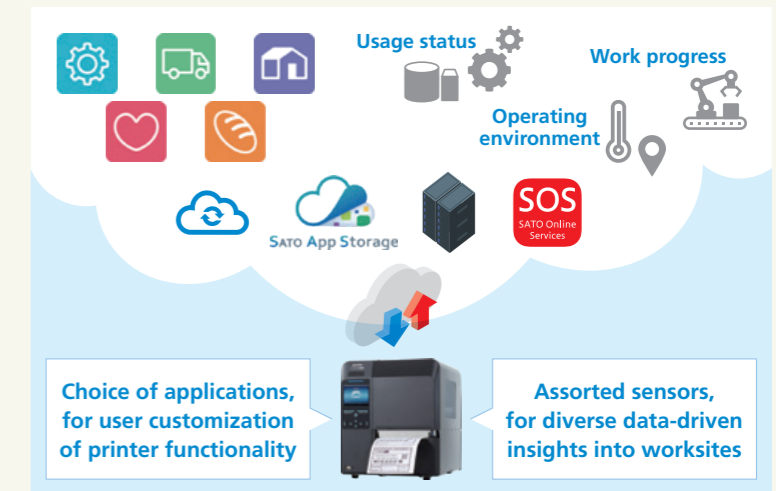 Usage status
Work progress
Operating
environment
SATO App Storage
SOS
SATO Online
Services
Choice of applications,
for user customization
of printer functionality
Assorted sensors,
for diverse data-driven
insights into worksites